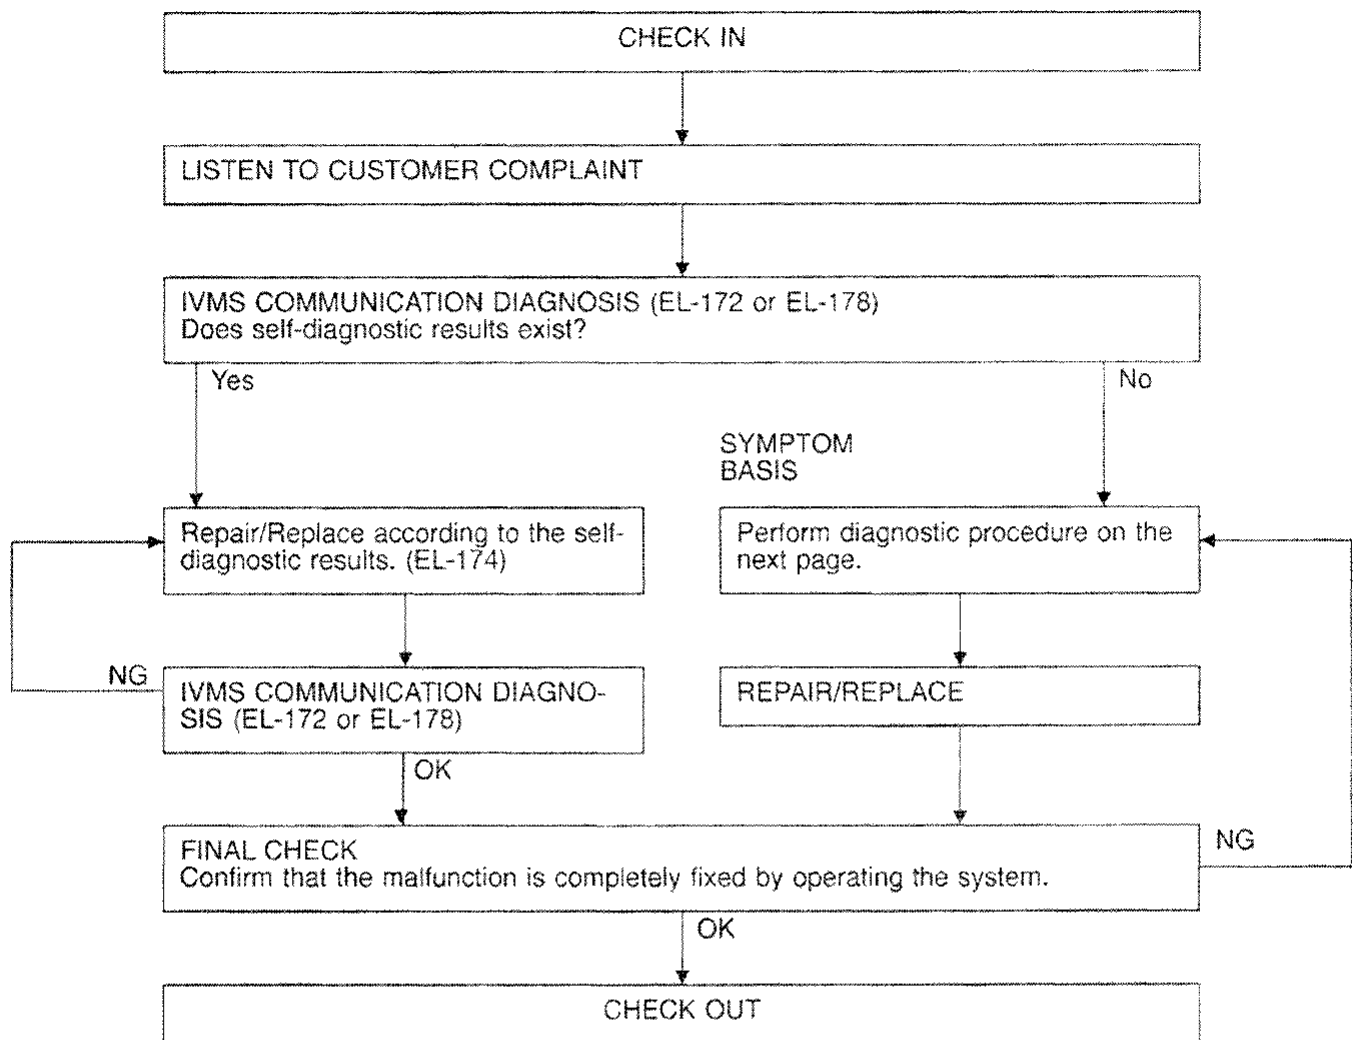 CHECK IN
LISTEN TO CUSTOMER COMPLAINT
IVMS COMMUNICATION DIAGNOSIS (EL-172 or EL-178)
Does self-diagnostic results exist?
Yes
No
SYMPTOM
BASIS
Repair/Replace according to the self-
diagnostic results. (EL-174)
Perform diagnostic procedure on the
next page.
NG
IVMS COMMUNICATION DIAGNO-
SIS (EL-172 or EL-178)
REPAIR/REPLACE
OK
FINAL CHECK
Confirm that the malfunction is completely fixed by operating the system.
NG
OK
CHECK OUT